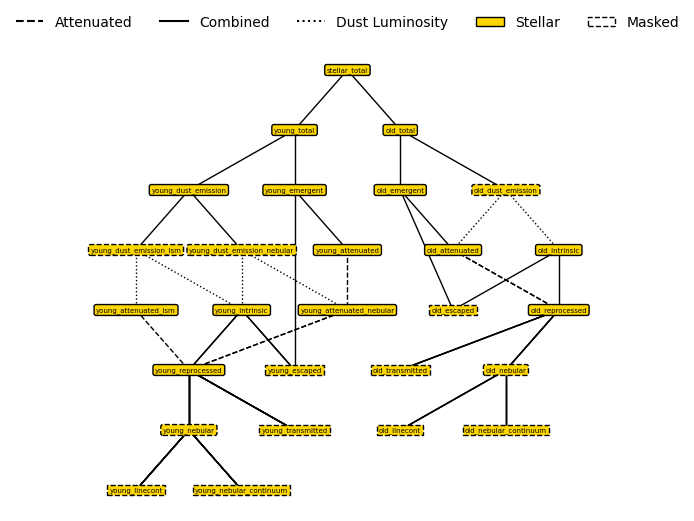 Attenuated Combined Dust Luminosity Stellar Masked
stellar_total
young_total old_total
young_dust_emission young_emergent old_emergent old_dust_emission
young_dust_emission_ism young_dust_emission_nebular young_attenuated old_attenuated old_intrinsic
young_attenuated_ism young_intrinsic young_attenuated_nebular old_escaped old_reprocessed
young_reprocessed young_escaped old_transmitted old_nebular
young_nebular young_transmitted old_linecont old_nebular_continuum
young_linecont young_nebular_continuum